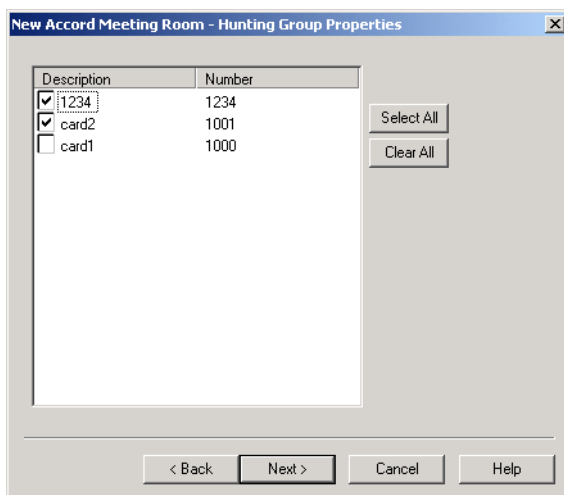 New Accord Meeting Room - Hunting Group Properties
Description Number
1234 1234
card2 1001
card1 1000
Select All
Clear All
< Back Next > Cancel Help